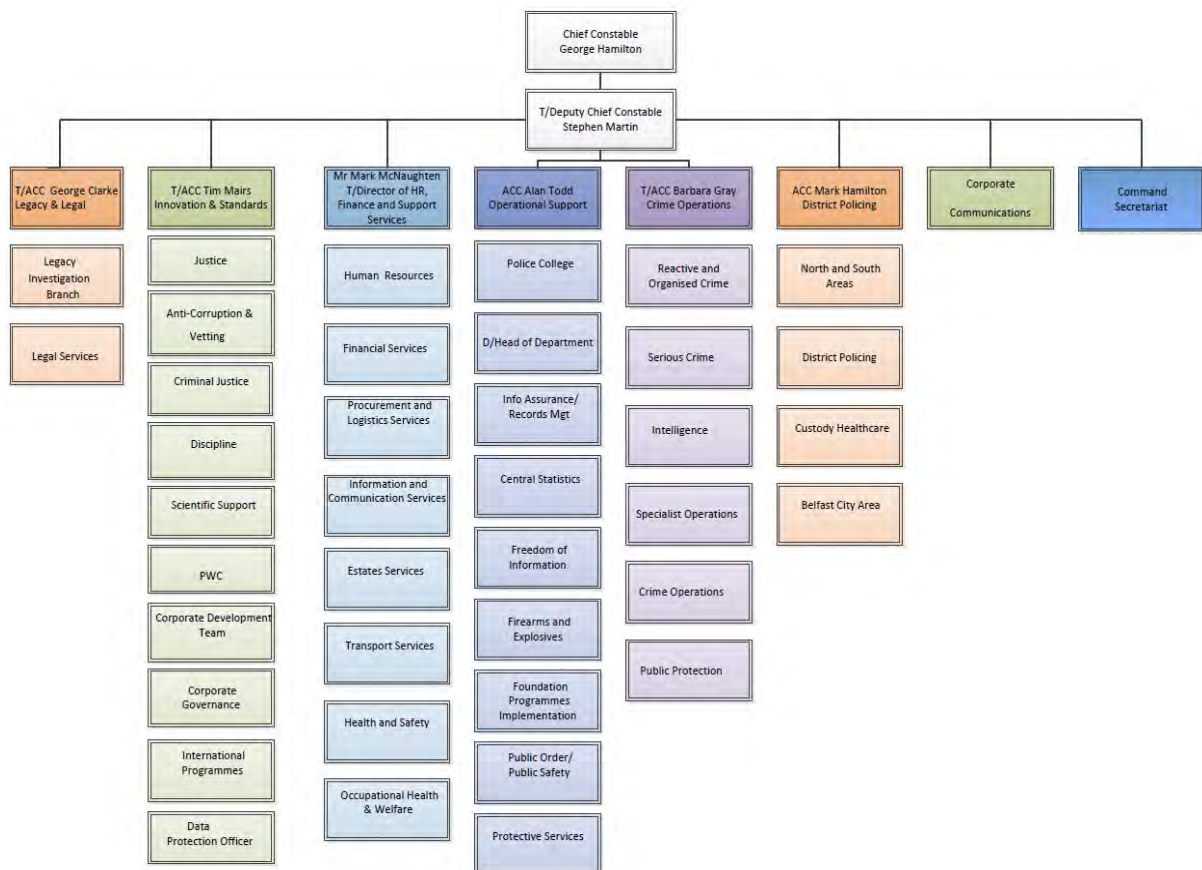 Chief Constable
George Hamilton
T/Deputy Chief Constable
Stephen Martin
T/ACC George Clarke
Legacy & Legal
Legacy
Investigation
Branch
Legal Services
T/ACC Tim Mairs
Innovation & Standards
Justice
Anti-Corruption &
Vetting
Criminal Justice
Discipline
Scientific Support
PWC
Corporate Development
Team
Corporate
Governance
International
Programmes
Data
Protection Officer
Mr Mark McNaughten
T/Director of HR,
Finance and Support
Services
Human Resources
Financial Services
Procurement and
Logistics Services
Information and
Communication Services
Estates Services
Transport Services
Health and Safety
Occupational Health
& Welfare
ACC Alan Todd
Operational Support
Police College
D/Head of Department
Info Assurance/
Records Mgt
Central Statistics
Freedom of
Information
Firearms and
Explosives
Foundation
Programmes
Implementation
Public Order/
Public Safety
Protective Services
T/ACC Barbara Gray
Crime Operations
Reactive and
Organised Crime
Serious Crime
Intelligence
Specialist Operations
Crime Operations
Public Protection
ACC Mark Hamilton
District Policing
North and South
Areas
District Policing
Custody Healthcare
Belfast City Area
Corporate
Communications
Command
Secretariat